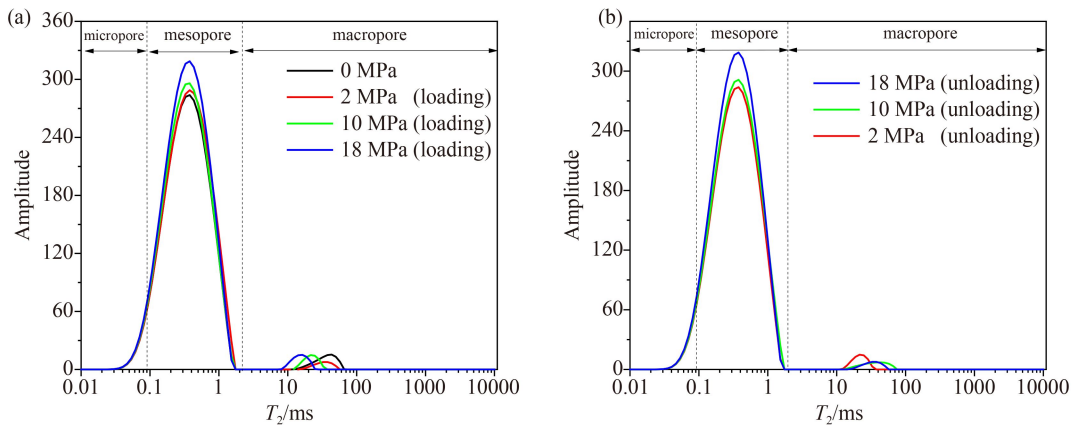 (a)
360
300
240
180
120
60
0
Amplitude
micropore
mesopore
macropore
0 MPa
2 MPa (loading)
10 MPa (loading)
18 MPa (loading)
0.01 0.1 1 10 100 1000 10000
T2/ms
(b)
300
240
180
120
60
0
Amplitude
micropore
mesopore
macropore
18 MPa (unloading)
10 MPa (unloading)
2 MPa (unloading)
0.01 0.1 1 10 100 1000 10000
T2/ms